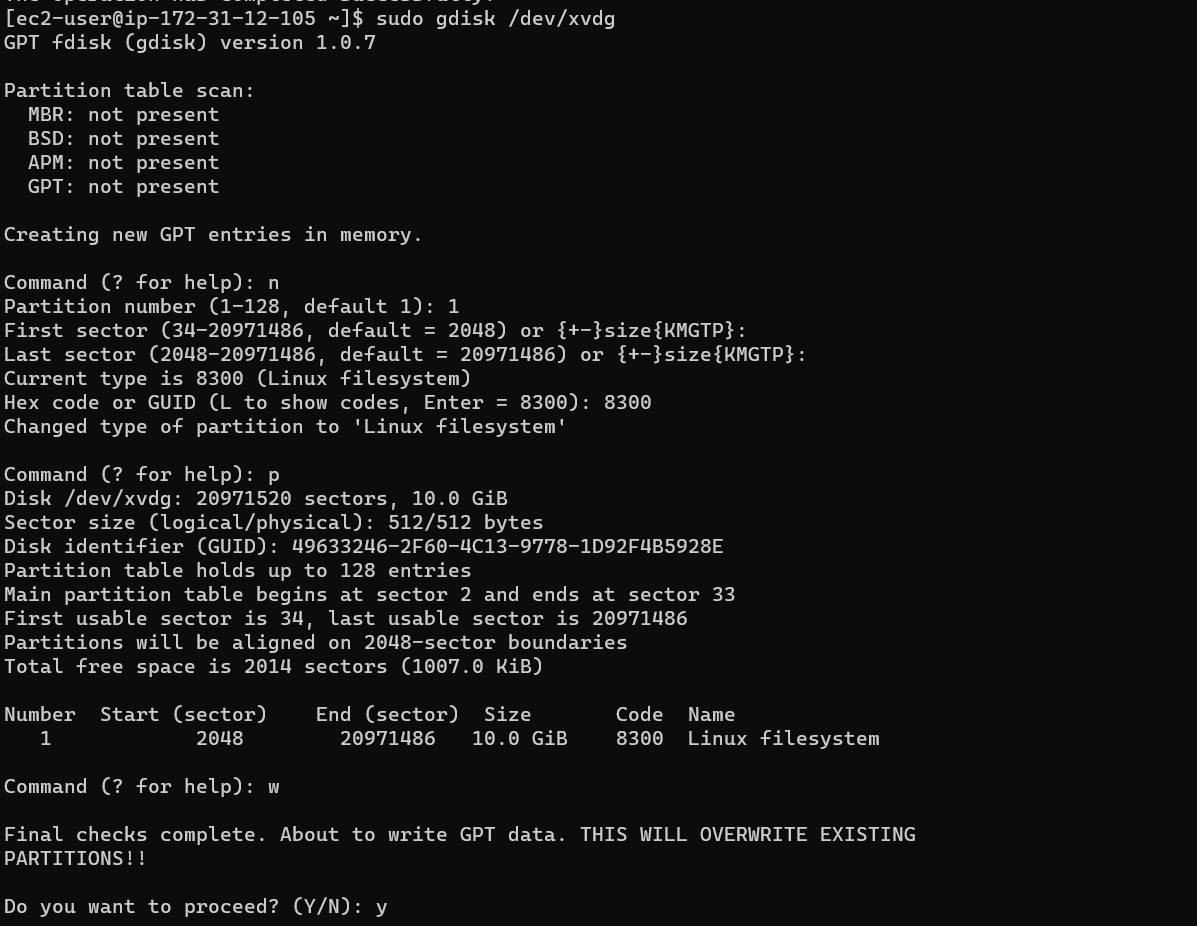 The operation has completed successfully.
[ec2-user@ip-172-31-12-105 ~]$ sudo gdisk /dev/xvdg
GPT fdisk (gdisk) version 1.0.7

Partition table scan:
  MBR: not present
  BSD: not present
  APM: not present
  GPT: not present

Creating new GPT entries in memory.

Command (? for help): n
Partition number (1-128, default 1): 1
First sector (34-20971486, default = 2048) or {+-}size{KMGTP}:
Last sector (2048-20971486, default = 20971486) or {+-}size{KMGTP}:
Current type is 8300 (Linux filesystem)
Hex code or GUID (L to show codes, Enter = 8300): 8300
Changed type of partition to 'Linux filesystem'

Command (? for help): p
Disk /dev/xvdg: 20971520 sectors, 10.0 GiB
Sector size (logical/physical): 512/512 bytes
Disk identifier (GUID): 49633246-2F60-4C13-9778-1D92F4B5928E
Partition table holds up to 128 entries
Main partition table begins at sector 2 and ends at sector 33
First usable sector is 34, last usable sector is 20971486
Partitions will be aligned on 2048-sector boundaries
Total free space is 2014 sectors (1007.0 KiB)

Number  Start (sector)    End (sector)  Size       Code  Name
   1            2048        20971486   10.0 GiB    8300  Linux filesystem

Command (? for help): w

Final checks complete. About to write GPT data. THIS WILL OVERWRITE EXISTING
PARTITIONS!!

Do you want to proceed? (Y/N): y